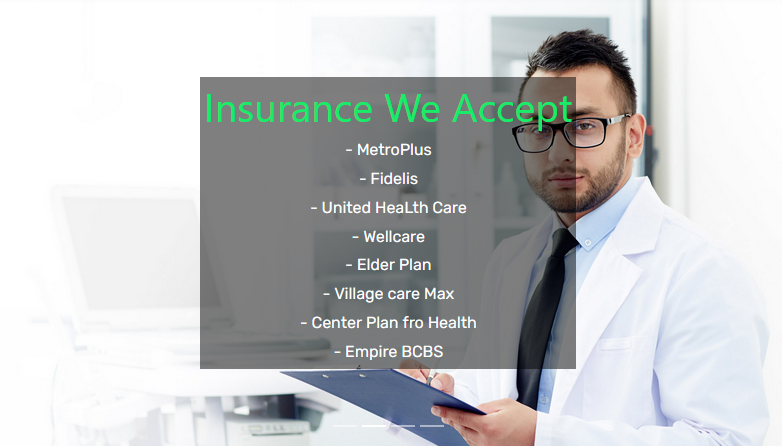 Insurance We Accept
- MetroPlus
- Fidelis
- United HeaLth Care
- Wellcare
- Elder Plan
- Village care Max
- Center Plan fro Health
- Empire BCBS